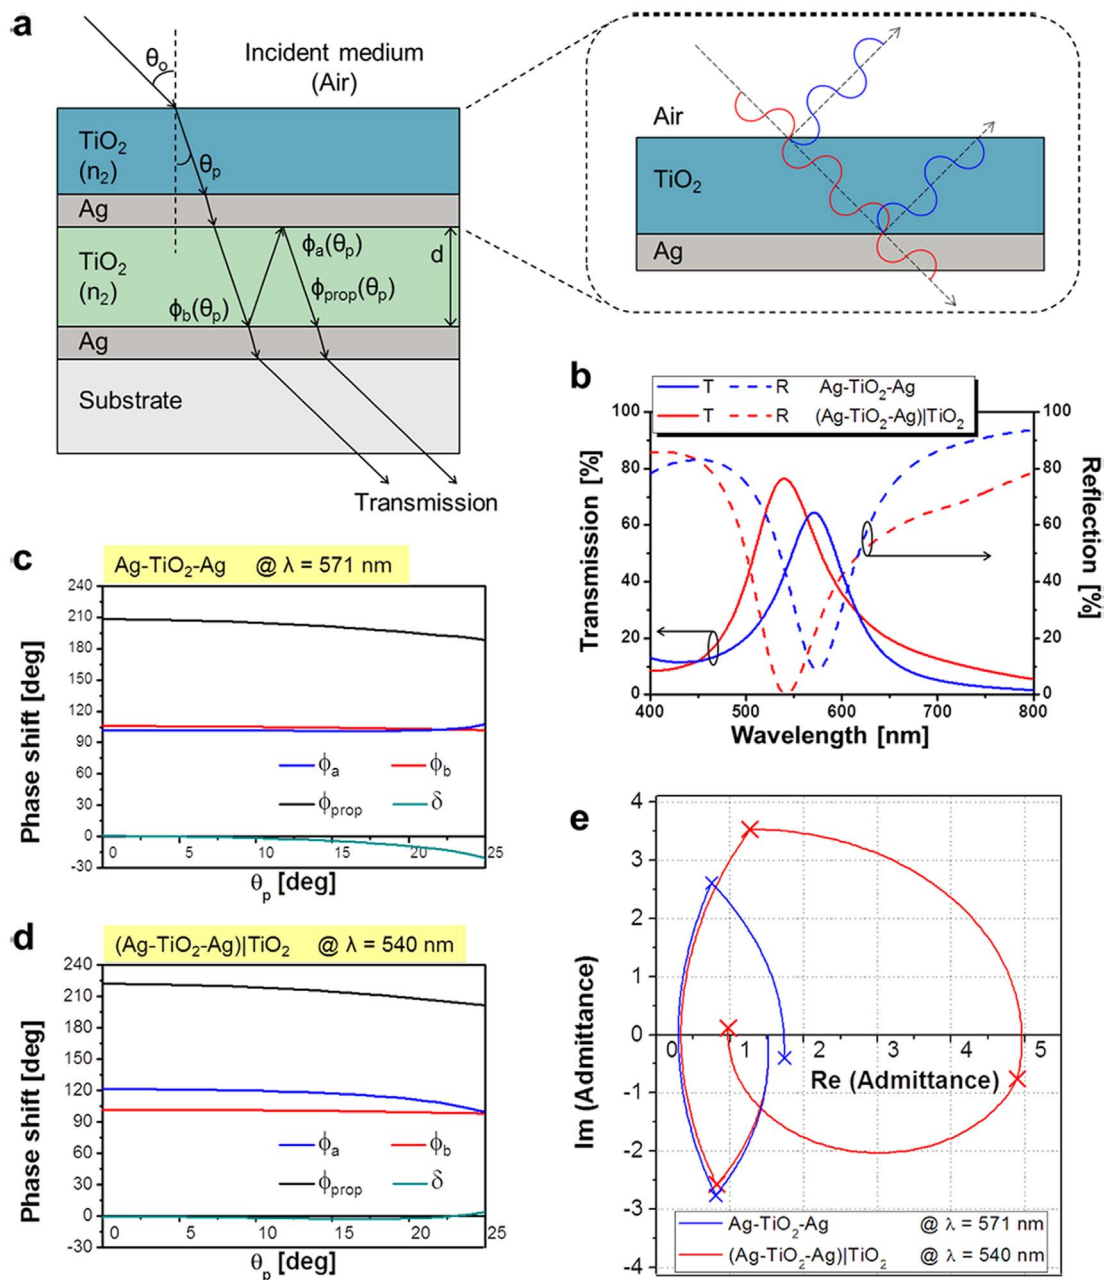 a
θo
Incident medium
(Air)
TiO2
(n2)
θp
Ag
TiO2
(n2)
ϕa(θp)
d
ϕprop(θp)
ϕb(θp)
Ag
Substrate
Transmission
Air
TiO2
Ag
b
T R Ag-TiO2-Ag
T R (Ag-TiO2-Ag)|TiO2
Transmission [%]
100
80
60
40
20
0
Reflection [%]
100
80
60
40
20
0
400 500 600 700 800
Wavelength [nm]
c
Ag-TiO2-Ag @ λ = 571 nm
Phase shift [deg]
240
210
180
150
120
90
60
30
0
-30
ϕa ϕb
ϕprop δ
0 5 10 15 20 25
θp [deg]
d
(Ag-TiO2-Ag)|TiO2 @ λ = 540 nm
Phase shift [deg]
240
210
180
150
120
90
60
30
0
-30
ϕa ϕb
ϕprop δ
0 5 10 15 20 25
θp [deg]
e
Im (Admittance)
4
3
2
1
0
-1
-2
-3
-4
0 1 2 3 4 5
Re (Admittance)
Ag-TiO2-Ag @ λ = 571 nm
(Ag-TiO2-Ag)|TiO2 @ λ = 540 nm